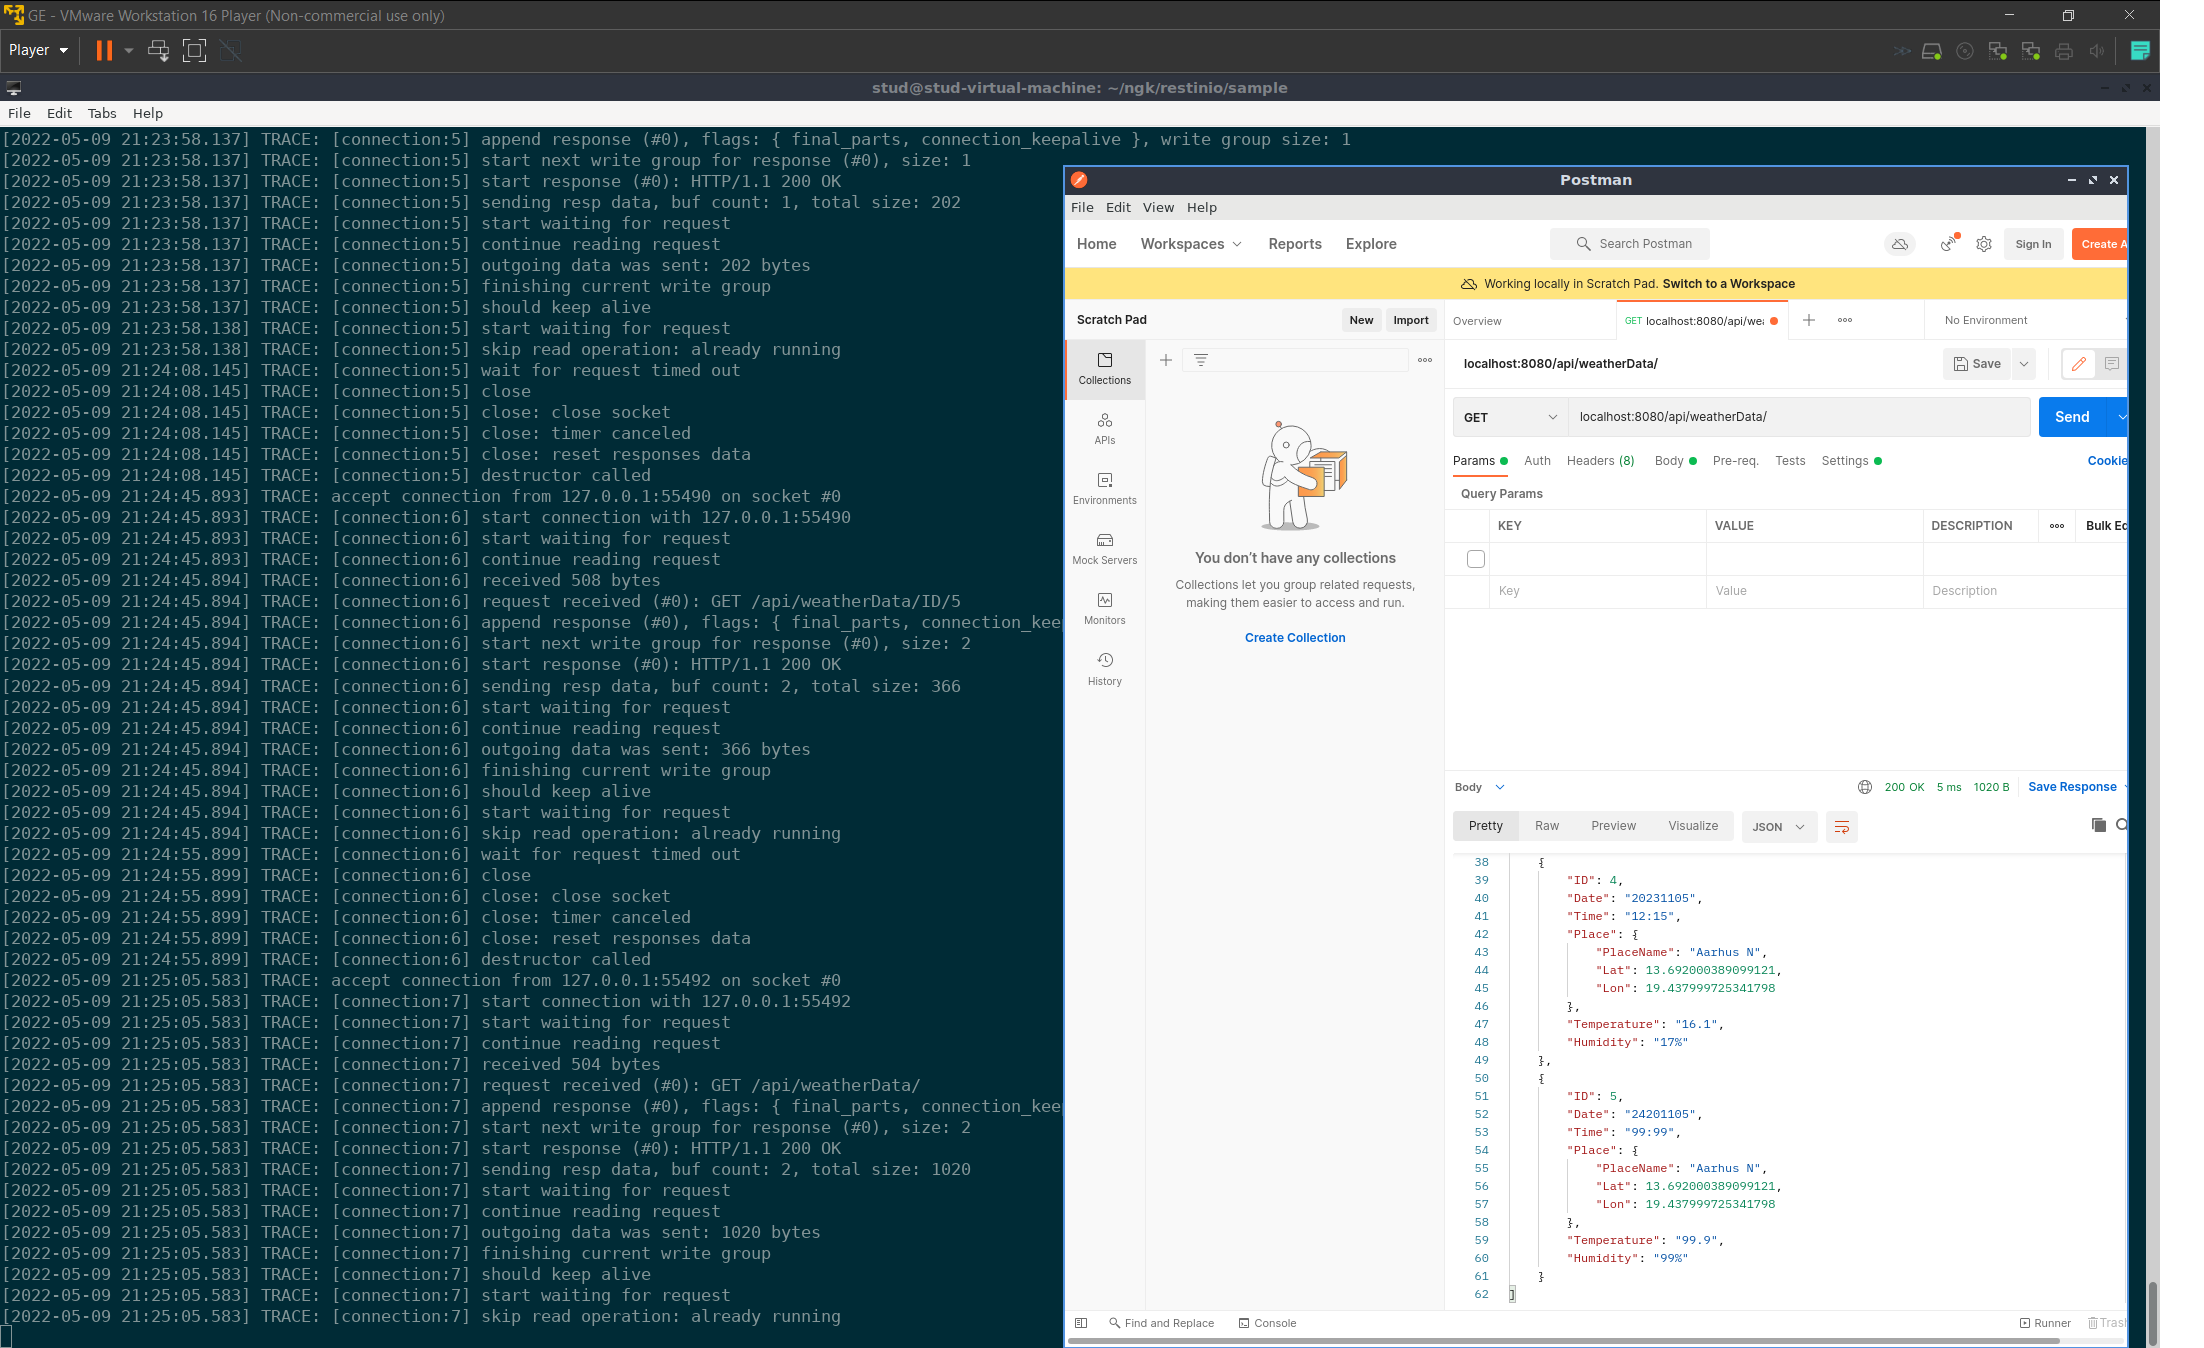 GE - VMware Workstation 16 Player (Non-commercial use only)
Player
stud@stud-virtual-machine: ~/ngk/restinio/sample
File Edit Tabs Help
[2022-05-09 21:23:58.137] TRACE: [connection:5] append response (#0), flags: { final_parts, connection_keepalive }, write group size: 1
[2022-05-09 21:23:58.137] TRACE: [connection:5] start next write group for response (#0), size: 1
[2022-05-09 21:23:58.137] TRACE: [connection:5] start response (#0): HTTP/1.1 200 OK
[2022-05-09 21:23:58.137] TRACE: [connection:5] sending resp data, buf count: 1, total size: 202
[2022-05-09 21:23:58.137] TRACE: [connection:5] start waiting for request
[2022-05-09 21:23:58.137] TRACE: [connection:5] continue reading request
[2022-05-09 21:23:58.137] TRACE: [connection:5] outgoing data was sent: 202 bytes
[2022-05-09 21:23:58.137] TRACE: [connection:5] finishing current write group
[2022-05-09 21:23:58.137] TRACE: [connection:5] should keep alive
[2022-05-09 21:23:58.138] TRACE: [connection:5] start waiting for request
[2022-05-09 21:23:58.138] TRACE: [connection:5] skip read operation: already running
[2022-05-09 21:24:08.145] TRACE: [connection:5] wait for request timed out
[2022-05-09 21:24:08.145] TRACE: [connection:5] close
[2022-05-09 21:24:08.145] TRACE: [connection:5] close: close socket
[2022-05-09 21:24:08.145] TRACE: [connection:5] close: timer canceled
[2022-05-09 21:24:08.145] TRACE: [connection:5] close: reset responses data
[2022-05-09 21:24:08.145] TRACE: [connection:5] destructor called
[2022-05-09 21:24:45.893] TRACE: accept connection from 127.0.0.1:55490 on socket #0
[2022-05-09 21:24:45.893] TRACE: [connection:6] start connection with 127.0.0.1:55490
[2022-05-09 21:24:45.893] TRACE: [connection:6] start waiting for request
[2022-05-09 21:24:45.893] TRACE: [connection:6] continue reading request
[2022-05-09 21:24:45.894] TRACE: [connection:6] received 508 bytes
[2022-05-09 21:24:45.894] TRACE: [connection:6] request received (#0): GET /api/weatherData/ID/5
[2022-05-09 21:24:45.894] TRACE: [connection:6] append response (#0), flags: { final_parts, connection_kee
[2022-05-09 21:24:45.894] TRACE: [connection:6] start next write group for response (#0), size: 2
[2022-05-09 21:24:45.894] TRACE: [connection:6] start response (#0): HTTP/1.1 200 OK
[2022-05-09 21:24:45.894] TRACE: [connection:6] sending resp data, buf count: 2, total size: 366
[2022-05-09 21:24:45.894] TRACE: [connection:6] start waiting for request
[2022-05-09 21:24:45.894] TRACE: [connection:6] continue reading request
[2022-05-09 21:24:45.894] TRACE: [connection:6] outgoing data was sent: 366 bytes
[2022-05-09 21:24:45.894] TRACE: [connection:6] finishing current write group
[2022-05-09 21:24:45.894] TRACE: [connection:6] should keep alive
[2022-05-09 21:24:45.894] TRACE: [connection:6] start waiting for request
[2022-05-09 21:24:45.894] TRACE: [connection:6] skip read operation: already running
[2022-05-09 21:24:55.899] TRACE: [connection:6] wait for request timed out
[2022-05-09 21:24:55.899] TRACE: [connection:6] close
[2022-05-09 21:24:55.899] TRACE: [connection:6] close: close socket
[2022-05-09 21:24:55.899] TRACE: [connection:6] close: timer canceled
[2022-05-09 21:24:55.899] TRACE: [connection:6] close: reset responses data
[2022-05-09 21:24:55.899] TRACE: [connection:6] destructor called
[2022-05-09 21:25:05.583] TRACE: accept connection from 127.0.0.1:55492 on socket #0
[2022-05-09 21:25:05.583] TRACE: [connection:7] start connection with 127.0.0.1:55492
[2022-05-09 21:25:05.583] TRACE: [connection:7] start waiting for request
[2022-05-09 21:25:05.583] TRACE: [connection:7] continue reading request
[2022-05-09 21:25:05.583] TRACE: [connection:7] received 504 bytes
[2022-05-09 21:25:05.583] TRACE: [connection:7] request received (#0): GET /api/weatherData/
[2022-05-09 21:25:05.583] TRACE: [connection:7] append response (#0), flags: { final_parts, connection_kee
[2022-05-09 21:25:05.583] TRACE: [connection:7] start next write group for response (#0), size: 2
[2022-05-09 21:25:05.583] TRACE: [connection:7] start response (#0): HTTP/1.1 200 OK
[2022-05-09 21:25:05.583] TRACE: [connection:7] sending resp data, buf count: 2, total size: 1020
[2022-05-09 21:25:05.583] TRACE: [connection:7] start waiting for request
[2022-05-09 21:25:05.583] TRACE: [connection:7] continue reading request
[2022-05-09 21:25:05.583] TRACE: [connection:7] outgoing data was sent: 1020 bytes
[2022-05-09 21:25:05.583] TRACE: [connection:7] finishing current write group
[2022-05-09 21:25:05.583] TRACE: [connection:7] should keep alive
[2022-05-09 21:25:05.583] TRACE: [connection:7] start waiting for request
[2022-05-09 21:25:05.583] TRACE: [connection:7] skip read operation: already running
Postman
File Edit View Help
Home Workspaces Reports Explore Search Postman Sign In Create A
Working locally in Scratch Pad. Switch to a Workspace
Scratch Pad New Import
Collections
APIs
Environments
Mock Servers
Monitors
History
You don't have any collections
Collections let you group related requests,
making them easier to access and run.
Create Collection
Overview GET localhost:8080/api/wea No Environment
localhost:8080/api/weatherData/ Save
GET localhost:8080/api/weatherData/ Send
Params Auth Headers (8) Body Pre-req. Tests Settings Cookie
Query Params
KEY VALUE DESCRIPTION Bulk Ed
Key Value Description
Body 200 OK 5 ms 1020 B Save Response
Pretty Raw Preview Visualize JSON
38 {
39 "ID": 4,
40 "Date": "20231105",
41 "Time": "12:15",
42 "Place": {
43 "PlaceName": "Aarhus N",
44 "Lat": 13.692000389099121,
45 "Lon": 19.437999725341798
46 },
47 "Temperature": "16.1",
48 "Humidity": "17%"
49 },
50 {
51 "ID": 5,
52 "Date": "24201105",
53 "Time": "99:99",
54 "Place": {
55 "PlaceName": "Aarhus N",
56 "Lat": 13.692000389099121,
57 "Lon": 19.437999725341798
58 },
59 "Temperature": "99.9",
60 "Humidity": "99%"
61 }
62 ]
Find and Replace Console Runner Trash